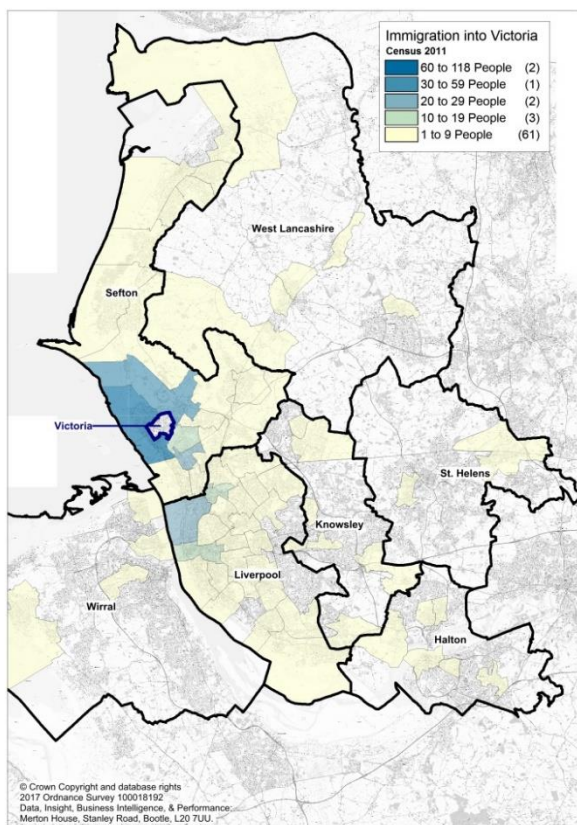 Immigration into Victoria
Census 2011
60 to 118 People (2)
30 to 59 People (1)
20 to 29 People (2)
10 to 19 People (3)
1 to 9 People (61)
West Lancashire
Sefton
Victoria
St. Helens
Knowsley
Liverpool
Wirral
Halton
© Crown Copyright and database rights
2017 Ordnance Survey 100018192
Data, Insight, Business Intelligence, & Performance:
Merton House, Stanley Road, Bootle, L20 7UU.